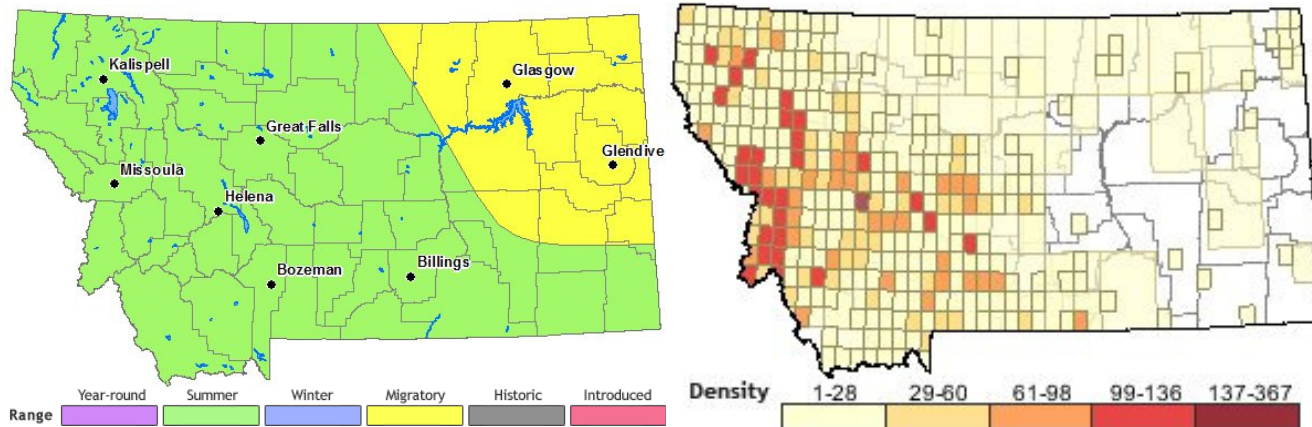 Kalispell
Glasgow
Great Falls
Glendive
Missoula
Helena
Bozeman
Billings
Range Year-round Summer Winter Migratory Historic Introduced
Density 1-28 29-60 61-98 99-136 137-367